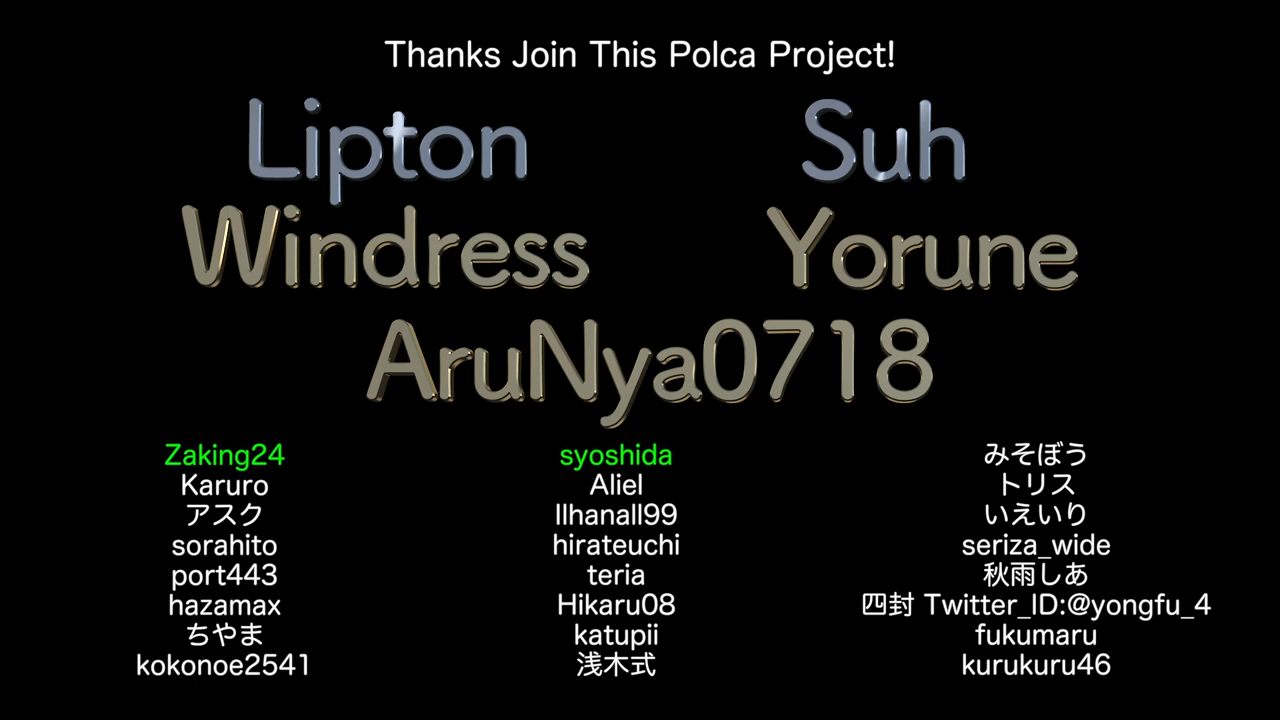 Thanks Join This Polca Project!
Lipton Suh
Windress Yorune
AruNya0718
Zaking24 syoshida みそぼう
Karuro Aliel トリス
アスク Ilhanall99 いえいり
sorahito hirateuchi seriza_wide
port443 teria 秋雨しあ
hazamax Hikaru08 四封 Twitter_ID:@yongfu_4
ちやま katupii fukumaru
kokonoe2541 浅木式 kurukuru46